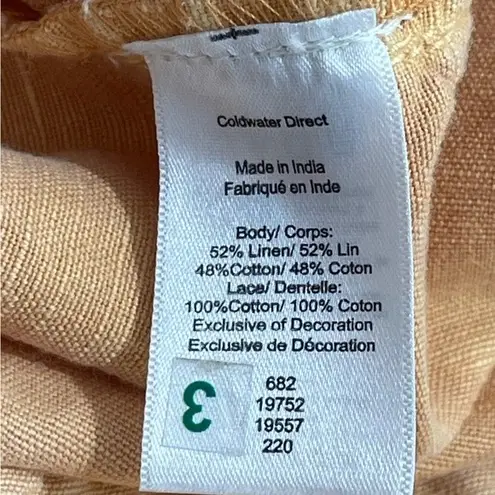 Coldwater Direct
Made in India
Fabriqué en Inde
Body/ Corps:
52% Linen/ 52% Lin
48%Cotton/ 48% Coton
Lace/ Dentelle:
100%Cotton/ 100% Coton
Exclusive of Decoration
Exclusive de Décoration
3
682
19752
19557
220